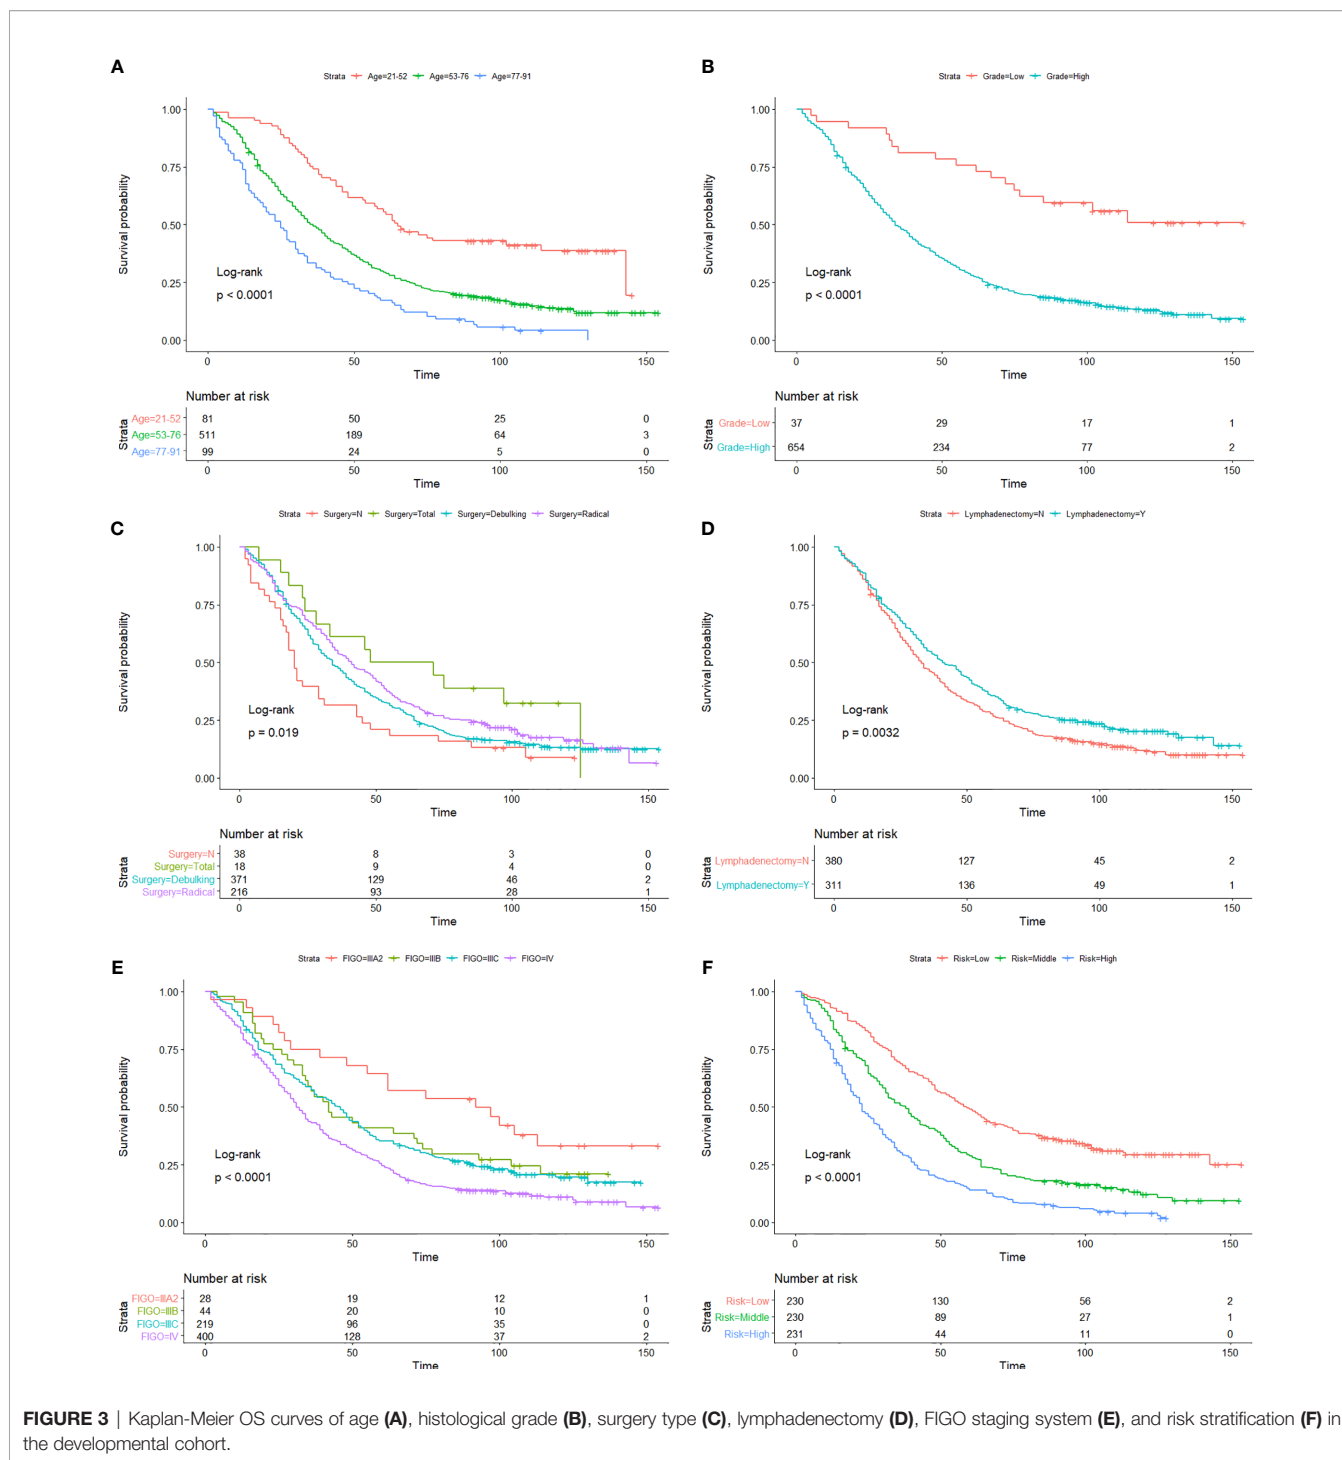 A
Strata Age=21-52 Age=53-76 Age=77-91
Survival probability
1.00
0.75
0.50
0.25
0.00
Log-rank
p < 0.0001
0 50 100 150
Time
Number at risk
Strata
Age=21-52 81 50 25 0
Age=53-76 511 189 64 3
Age=77-91 99 24 5 0
0 50 100 150
Time
B
Strata Grade=Low Grade=High
Survival probability
1.00
0.75
0.50
0.25
0.00
Log-rank
p < 0.0001
0 50 100 150
Time
Number at risk
Strata
Grade=Low 37 29 17 1
Grade=High 654 234 77 2
0 50 100 150
Time
C
Strata Surgery=N Surgery=Total Surgery=Debulking Surgery=Radical
Survival probability
1.00
0.75
0.50
0.25
0.00
Log-rank
p = 0.019
0 50 100 150
Time
Number at risk
Strata
Surgery=N 38 8 3 0
Surgery=Total 18 9 4 0
Surgery=Debulking 371 129 46 2
Surgery=Radical 216 93 28 1
0 50 100 150
Time
D
Strata Lymphadenectomy=N Lymphadenectomy=Y
Survival probability
1.00
0.75
0.50
0.25
0.00
Log-rank
p = 0.0032
0 50 100 150
Time
Number at risk
Strata
Lymphadenectomy=N 380 127 45 2
Lymphadenectomy=Y 311 136 49 1
0 50 100 150
Time
E
Strata FIGO=IIIA2 FIGO=IIIB FIGO=IIIC FIGO=IV
Survival probability
1.00
0.75
0.50
0.25
0.00
Log-rank
p < 0.0001
0 50 100 150
Time
Number at risk
Strata
FIGO=IIIA2 28 19 12 1
FIGO=IIIB 44 20 10 0
FIGO=IIIC 219 96 35 0
FIGO=IV 400 128 37 2
0 50 100 150
Time
F
Strata Risk=Low Risk=Middle Risk=High
Survival probability
1.00
0.75
0.50
0.25
0.00
Log-rank
p < 0.0001
0 50 100 150
Time
Number at risk
Strata
Risk=Low 230 130 56 2
Risk=Middle 230 89 27 1
Risk=High 231 44 11 0
0 50 100 150
Time
FIGURE 3 | Kaplan-Meier OS curves of age (A), histological grade (B), surgery type (C), lymphadenectomy (D), FIGO staging system (E), and risk stratification (F) in
the developmental cohort.